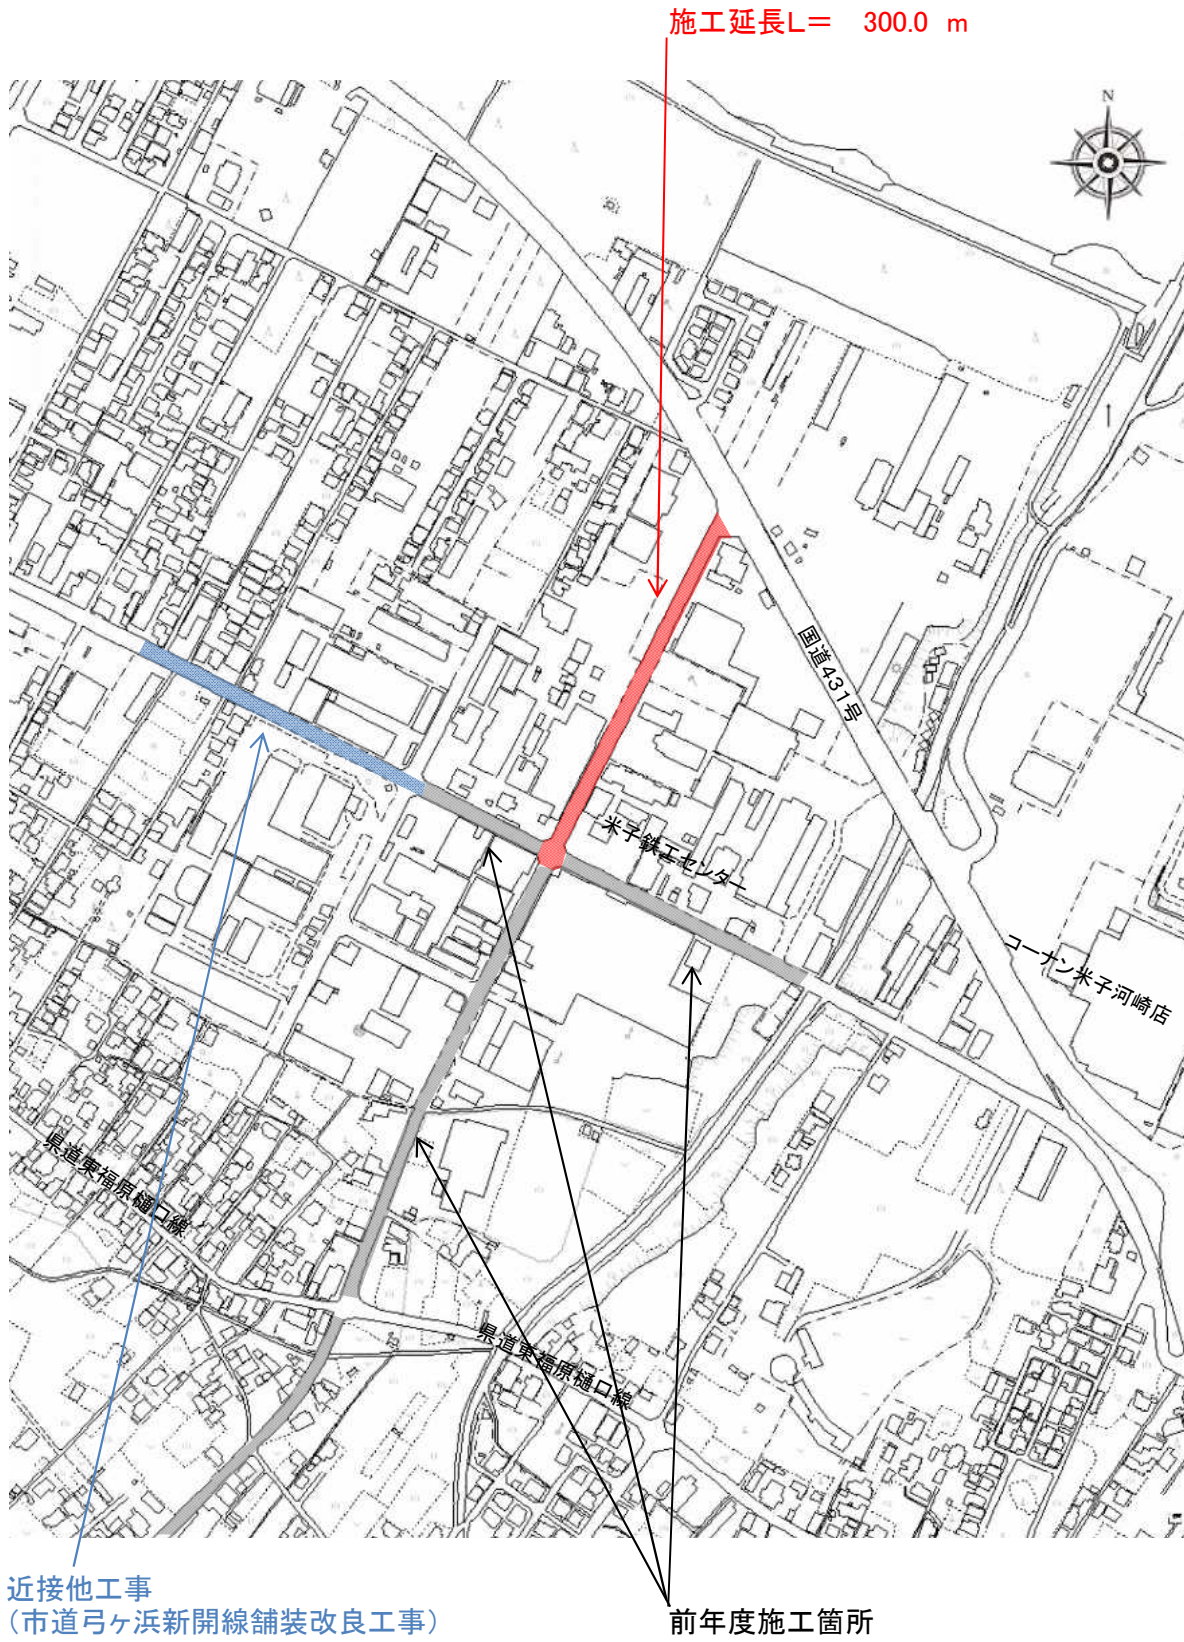 施工延長L＝　300.0　m
N
国道431号
米子鉄工センター
コーナン米子河崎店
県道東福原樋口線
県道東福原樋口線
近接他工事
（市道弓ヶ浜新開線舗装改良工事）
前年度施工箇所